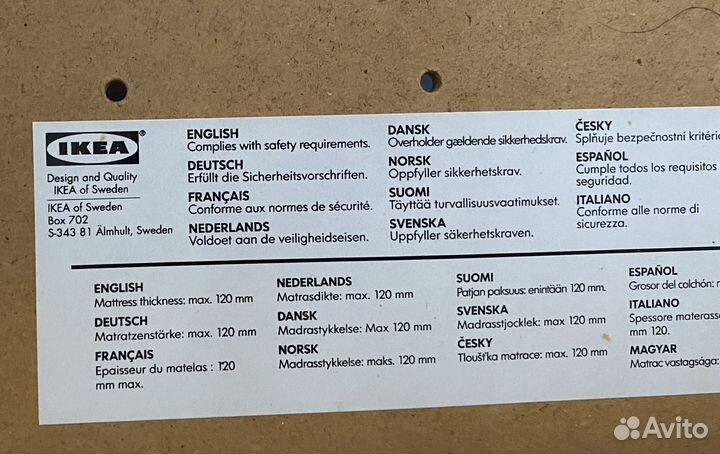 IKEA®
Design and Quality
IKEA of Sweden
IKEA of Sweden
Box 702
S-343 81 Älmhult, Sweden
ENGLISH
Complies with safety requirements.
DEUTSCH
Erfüllt die Sicherheitsvorschriften.
FRANÇAIS
Conforme aux normes de sécurité.
NEDERLANDS
Voldoet aan de veiligheidseisen.
DANSK
Overholder gældende sikkerhedskrav.
NORSK
Oppfyller sikkerhetskrav.
SUOMI
Täyttää turvallisuusvaatimukset.
SVENSKA
Uppfyller säkerhetskraven.
ČESKY
Splňuje bezpečnostní kritéri
ESPAÑOL
Cumple todos los requisitos
seguridad.
ITALIANO
Conforme alle norme di
sicurezza.
ENGLISH
Mattress thickness: max. 120 mm
DEUTSCH
Matratzenstärke: max. 120 mm
FRANÇAIS
Epaisseur du matelas : 120
mm max.
NEDERLANDS
Matrasdikte: max. 120 mm
DANSK
Madrastykkelse: Max 120 mm
NORSK
Madrasstykkelse: maks. 120 mm
SUOMI
Patjan paksuus: enintään 120 mm.
SVENSKA
Madrasstjocklek: max 120 mm
ČESKY
Tloušťka matrace: max. 120 mm
ESPAÑOL
Grosor del colchón:
ITALIANO
Spessore materass
mm 120.
MAGYAR
Matrac vastagsága:
Avito